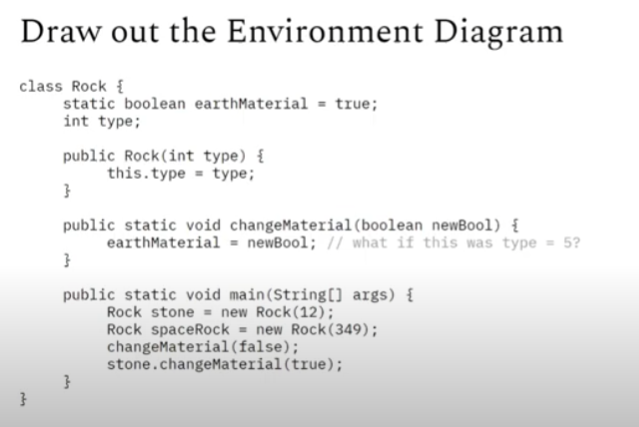 Draw out the Environment Diagram
class Rock {
static boolean earthMaterial = true;
int type;
public Rock(int type) {
this.type = type;
}
public static void changeMaterial(boolean newBool) {
earthMaterial = newBool; // what if this was type = 5?
}
public static void main(String[] args) {
Rock stone = new Rock(12);
Rock spaceRock = new Rock(349);
changeMaterial(false);
stone.changeMaterial(true);
}
}